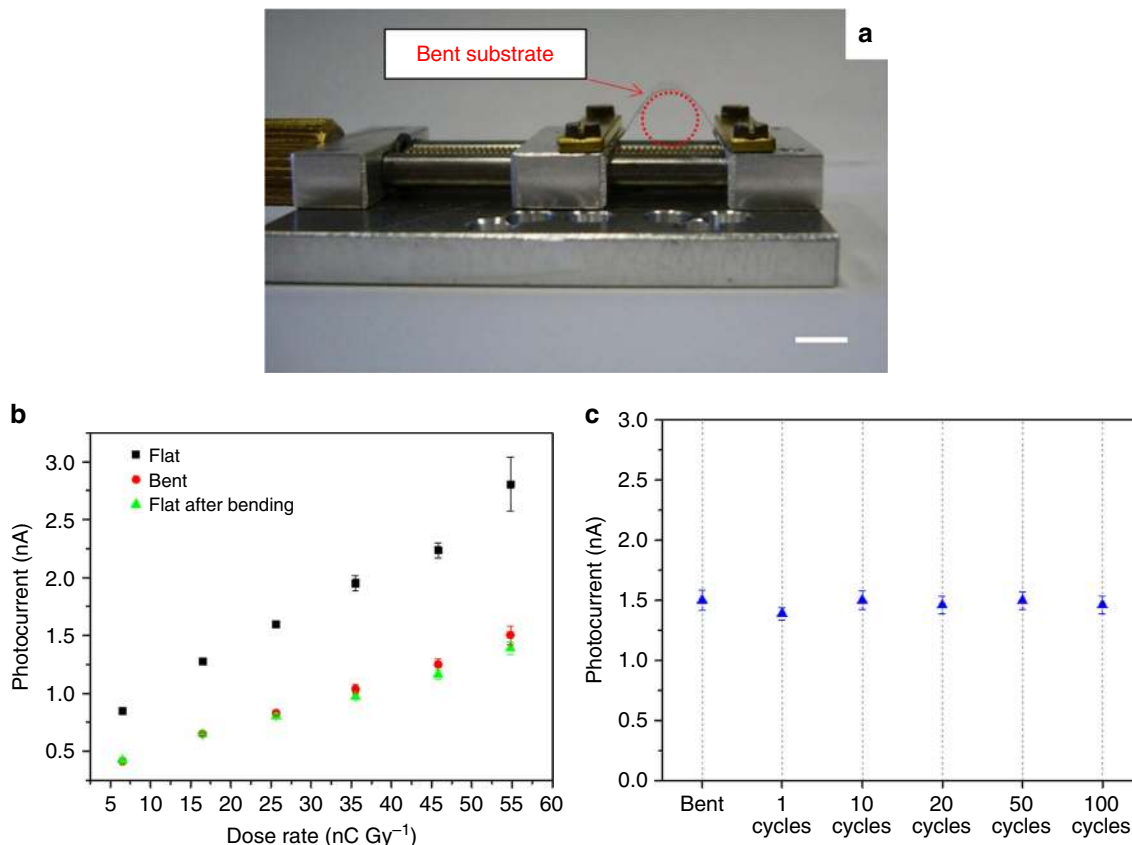 a
Bent substrate
b
Flat
Bent
Flat after bending
3.0
2.5
2.0
1.5
1.0
0.5
Photocurrent (nA)
5 10 15 20 25 30 35 40 45 50 55 60
Dose rate (nC Gy⁻¹)
c
3.0
2.5
2.0
1.5
1.0
0.5
0.0
Photocurrent (nA)
Bent 1 10 20 50 100
cycles cycles cycles cycles cycles